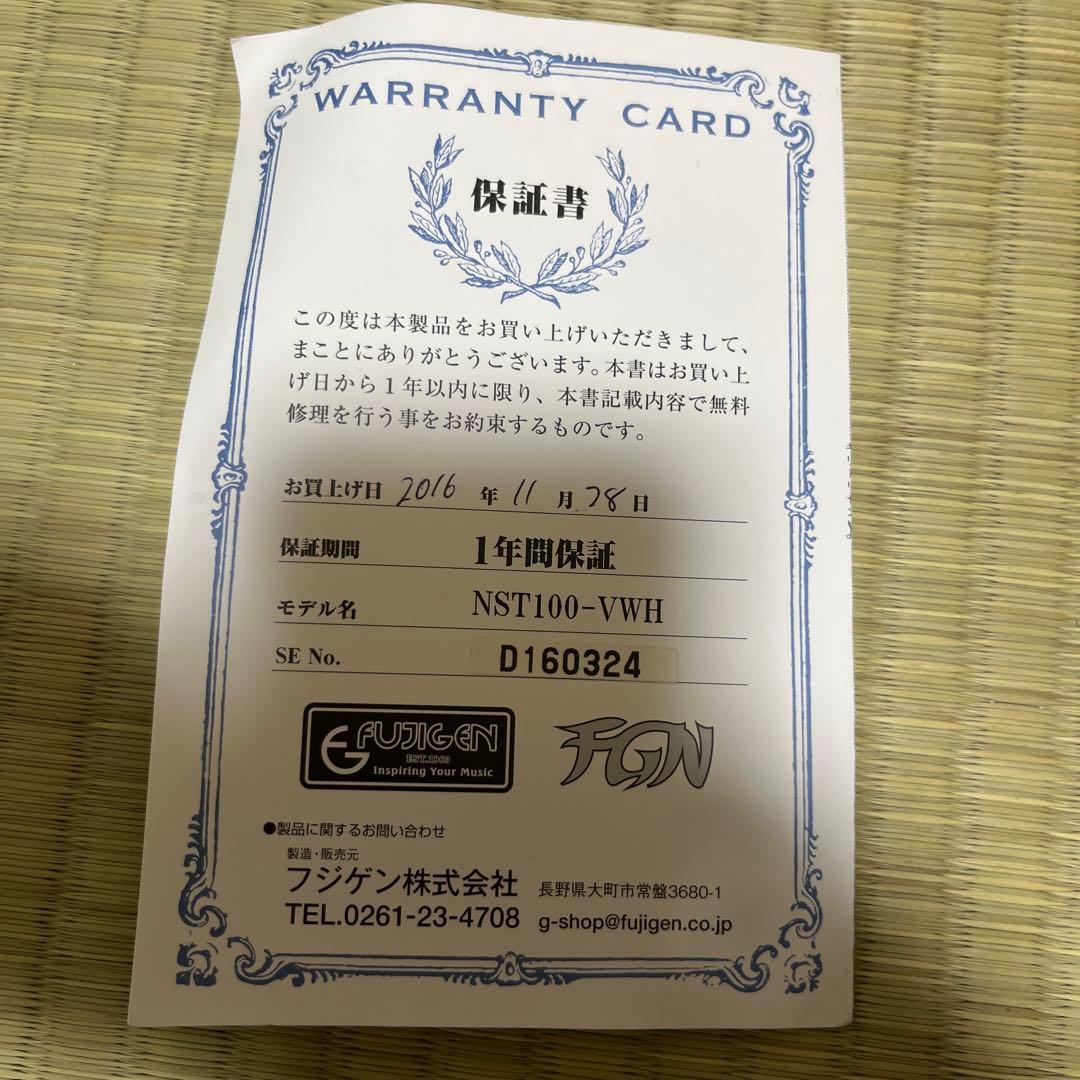 WARRANTY CARD
保証書
この度は本製品をお買い上げいただきまして、
まことにありがとうございます。本書はお買い上
げ日から1年以内に限り、本書記載内容で無料
修理を行う事をお約束するものです。
お買上げ日 2016 年 11 月 28 日
保証期間 1年間保証
モデル名 NST100-VWH
SE No. D160324
FUJIGEN
EST.1960
Inspiring Your Music
FGN
●製品に関するお問い合わせ
製造・販売元
フジゲン株式会社 長野県大町市常盤3680-1
TEL.0261-23-4708 g-shop@fujigen.co.jp